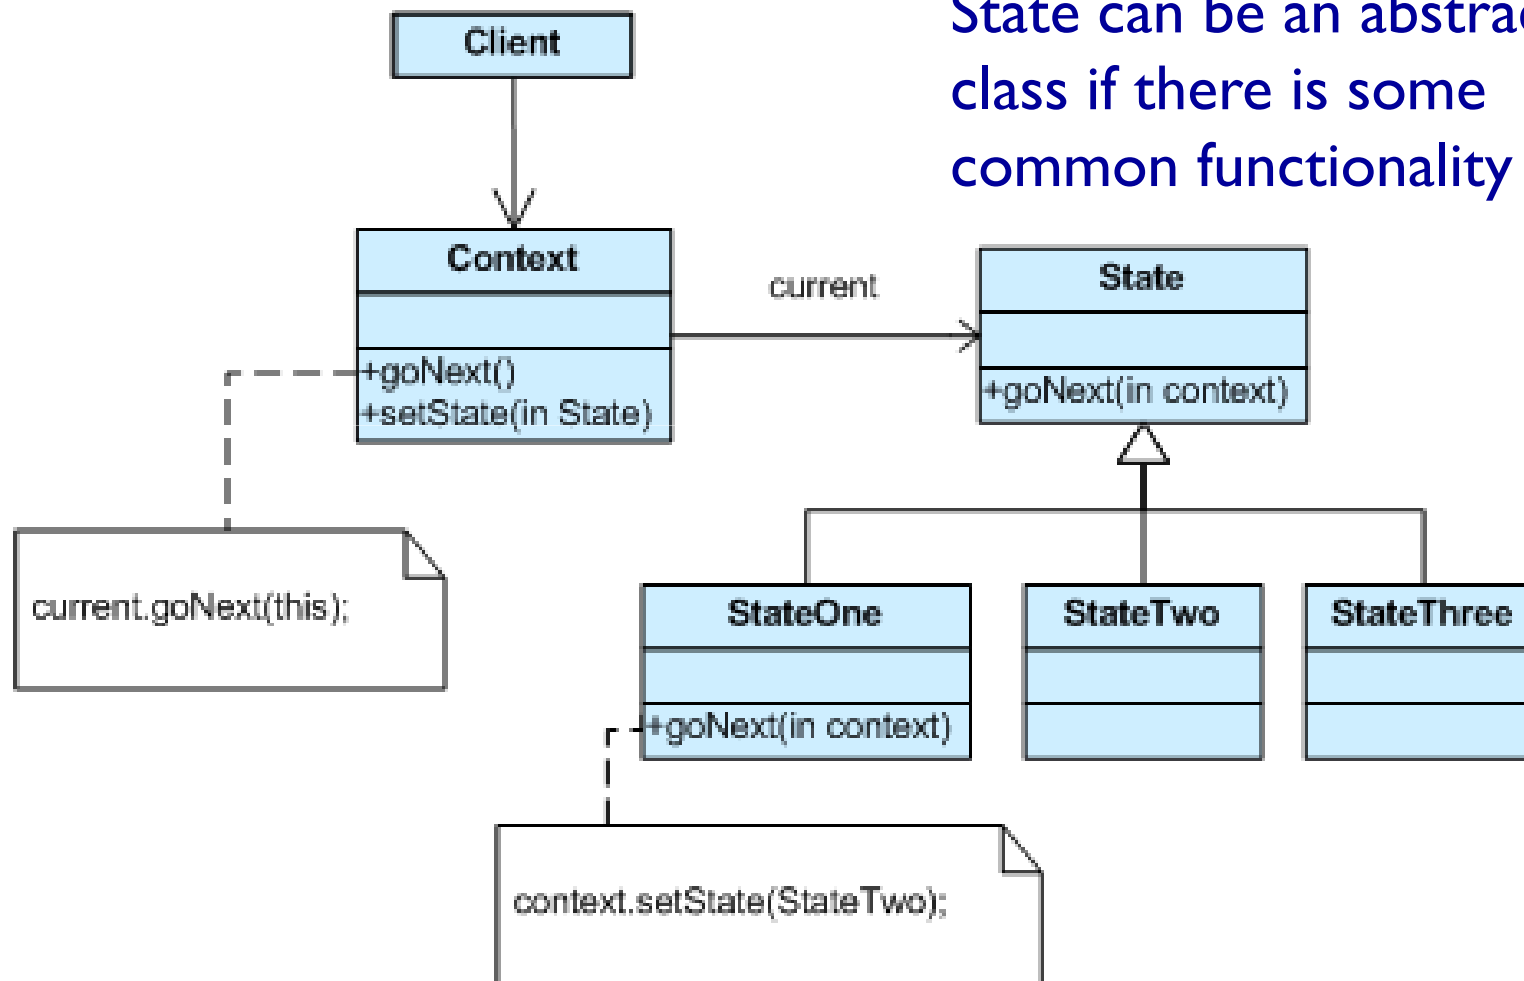 State can be an abstrac
class if there is some
common functionality
Client
Context
+goNext()
+setState(in State)
current
State
+goNext(in context)
current.goNext(this);
StateOne
+goNext(in context)
StateTwo
StateThree
context.setState(StateTwo);